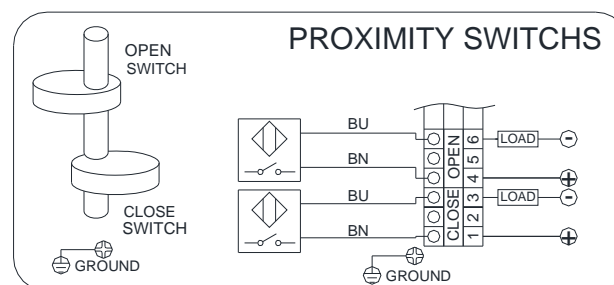 PROXIMITY SWITCHS
OPEN
SWITCH
CLOSE
SWITCH
GROUND
BU
BN
BU
BN
OPEN
CLOSE
6
5
4
3
2
1
LOAD
-
+
LOAD
-
+
GROUND